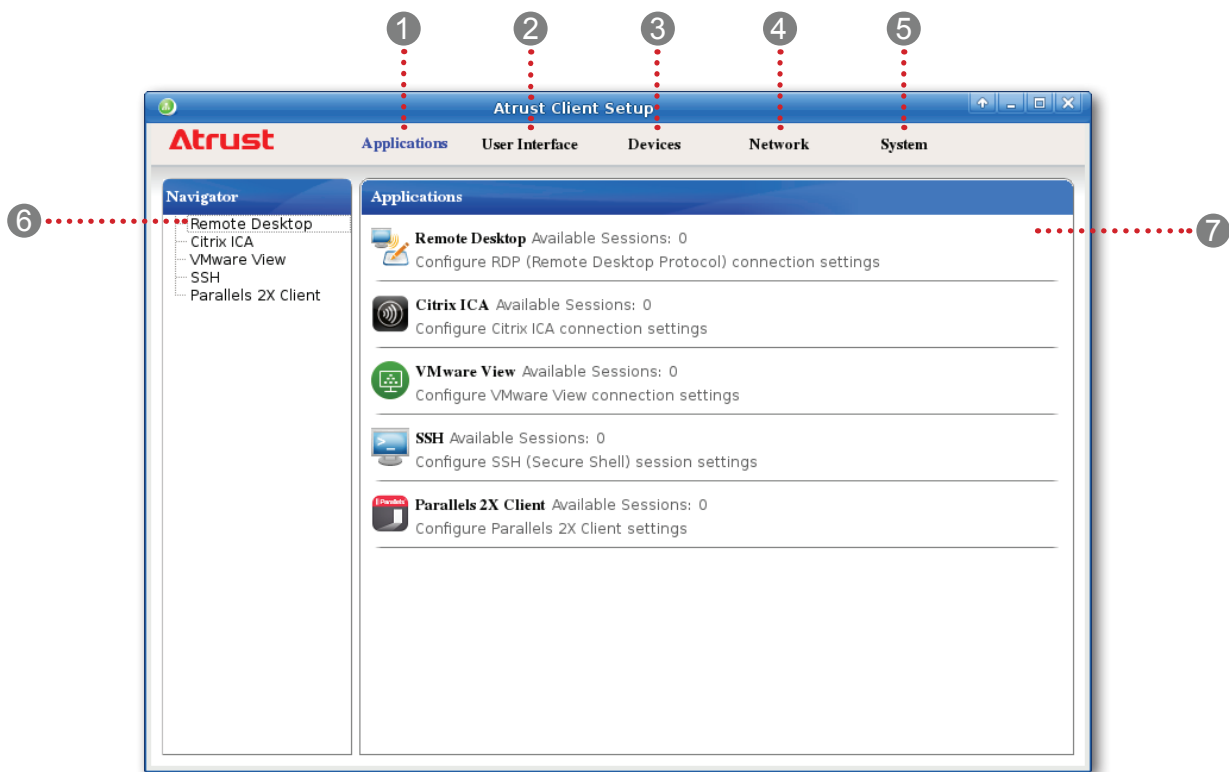 1 2 3 4 5
Atrust Client Setup
Atrust
Applications User Interface Devices Network System
Navigator
6
Remote Desktop
Citrix ICA
VMware View
SSH
Parallels 2X Client
Applications
7
Remote Desktop Available Sessions: 0
Configure RDP (Remote Desktop Protocol) connection settings
Citrix ICA Available Sessions: 0
Configure Citrix ICA connection settings
VMware View Available Sessions: 0
Configure VMware View connection settings
>_
SSH Available Sessions: 0
Configure SSH (Secure Shell) session settings
Parallels
Parallels 2X Client Available Sessions: 0
Configure Parallels 2X Client settings